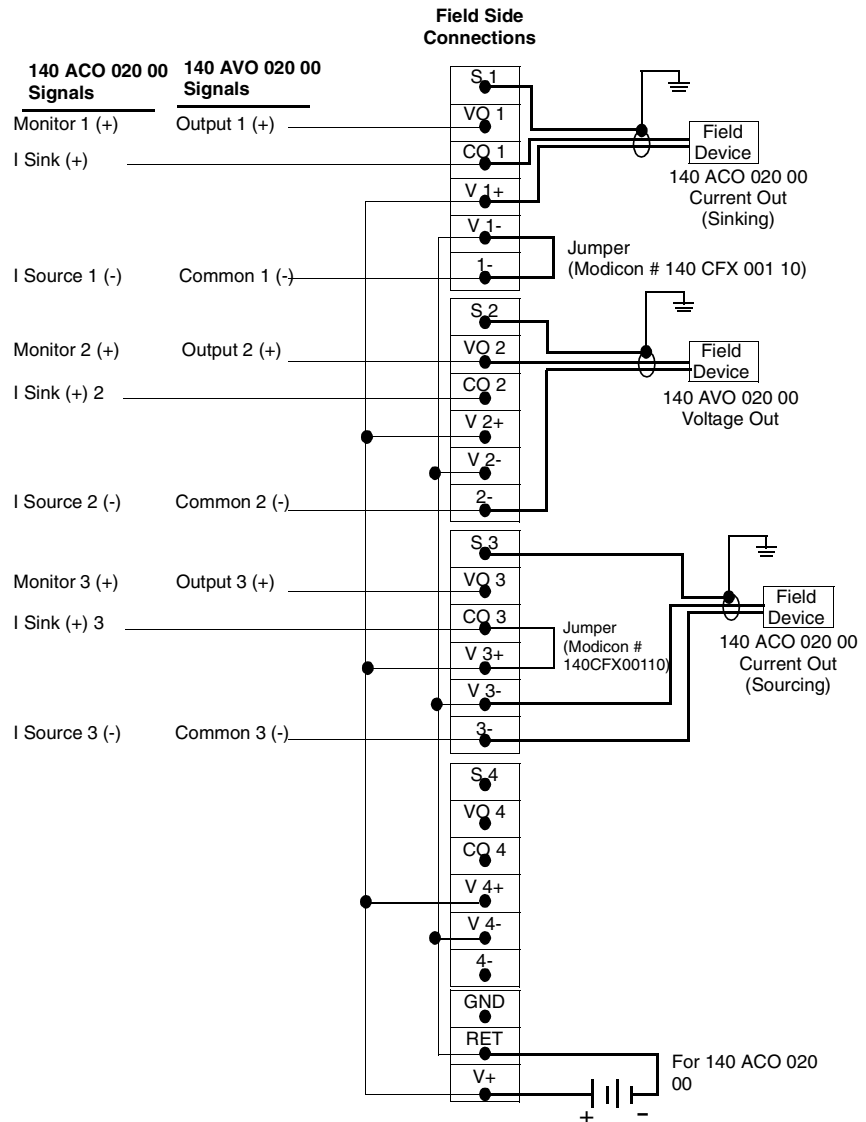 Field Side
Connections
140 ACO 020 00
Signals
140 AVO 020 00
Signals
S 1
Monitor 1 (+)
Output 1 (+)
VO 1
I Sink (+)
CO 1
V 1+
V 1-
I Source 1 (-)
Common 1 (-)
1-
Field
Device
140 ACO 020 00
Current Out
(Sinking)
Jumper
(Modicon # 140 CFX 001 10)
S 2
Monitor 2 (+)
Output 2 (+)
VO 2
I Sink (+) 2
CO 2
V 2+
V 2-
I Source 2 (-)
Common 2 (-)
2-
Field
Device
140 AVO 020 00
Voltage Out
S 3
Monitor 3 (+)
Output 3 (+)
VO 3
I Sink (+) 3
CO 3
V 3+
V 3-
I Source 3 (-)
Common 3 (-)
3-
Jumper
(Modicon #
140CFX00110)
Field
Device
140 ACO 020 00
Current Out
(Sourcing)
S 4
VO 4
CO 4
V 4+
V 4-
4-
GND
RET
V+
For 140 ACO 020
00
+ -